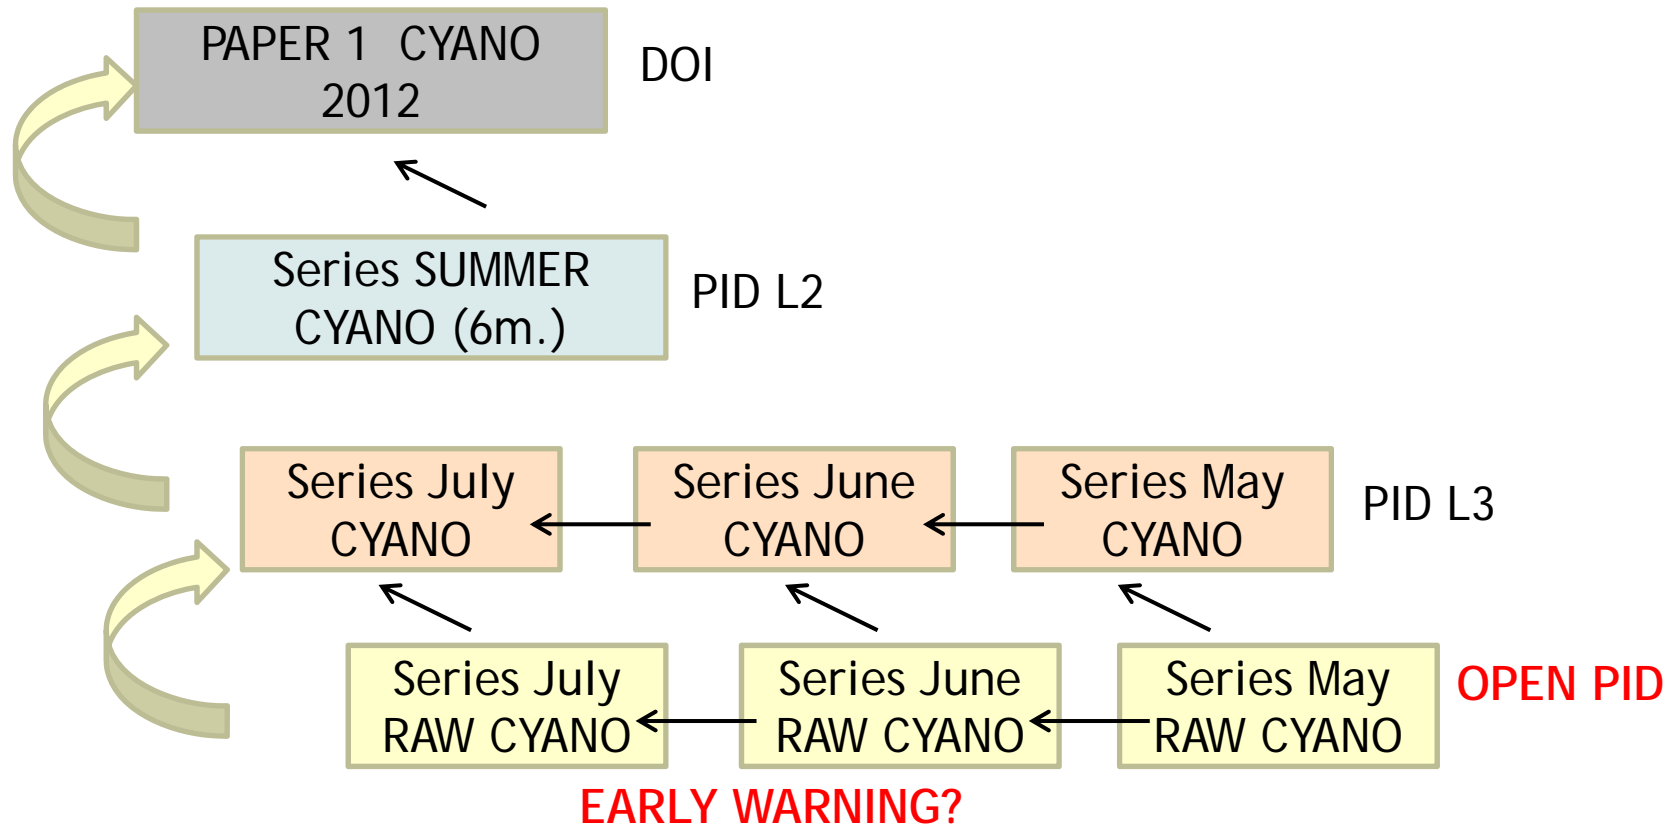 PAPER 1 CYANO
2012
DOI
Series SUMMER
CYANO (6m.)
PID L2
Series July
CYANO
Series June
CYANO
Series May
CYANO
PID L3
Series July
RAW CYANO
Series June
RAW CYANO
Series May
RAW CYANO
OPEN PID
EARLY WARNING?